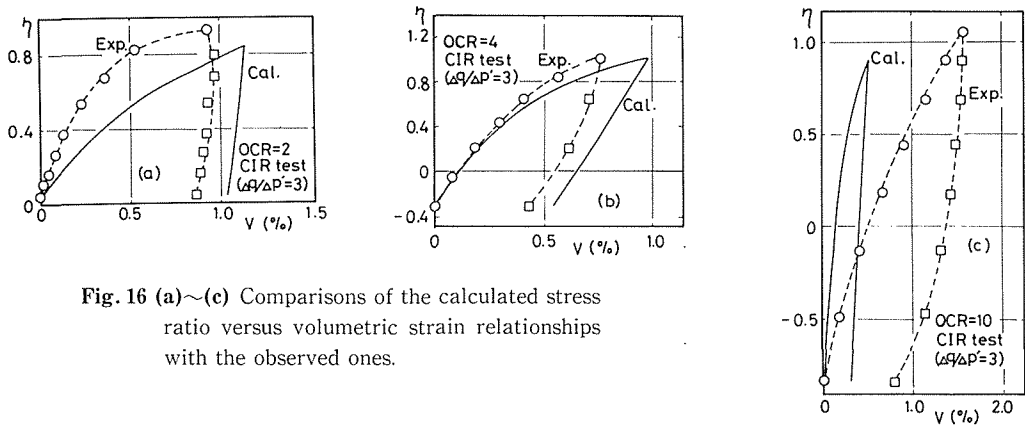 η
0.8
0.4
0
Exp.
Cal.
(a)
OCR=2
CIR test
(Δq/Δp'=3)
0
0.5
1.0
1.5
V (%)
η
1.2
0.8
0.4
0
-0.4
OCR=4
CIR test
(Δq/Δp'=3)
Exp.
Cal.
(b)
0
0.5
1.0
V (%)
η
1.0
0.5
0
-0.5
Cal.
Exp.
(c)
OCR=10
CIR test
(Δq/Δp'=3)
0
1.0
2.0
V (%)
Fig. 16 (a)~(c) Comparisons of the calculated stress
ratio versus volumetric strain relationships
with the observed ones.